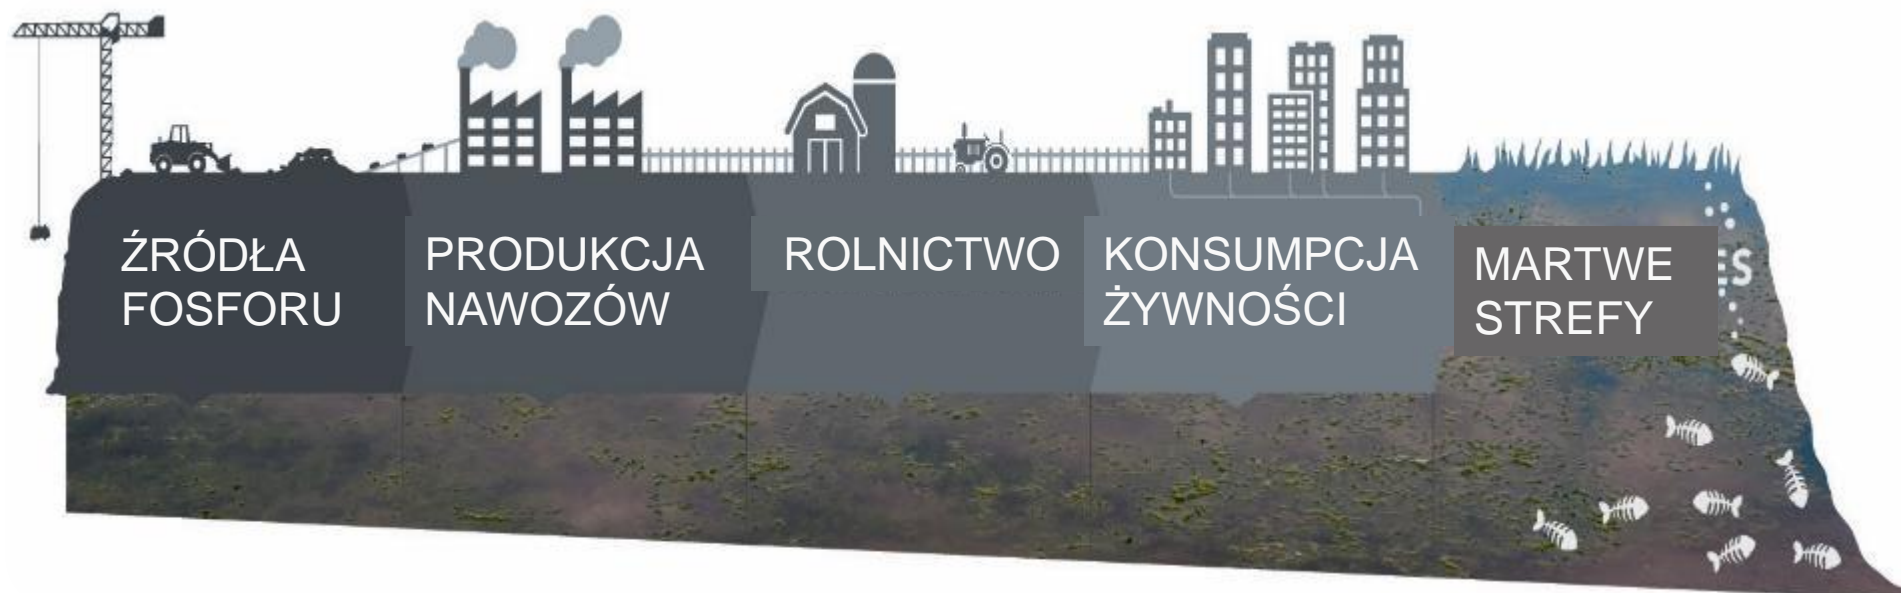 ŹRÓDŁA
FOSFORU
PRODUKCJA
NAWOZÓW
ROLNICTWO
KONSUMPCJA
ŻYWNOŚCI
MARTWE
STREFY